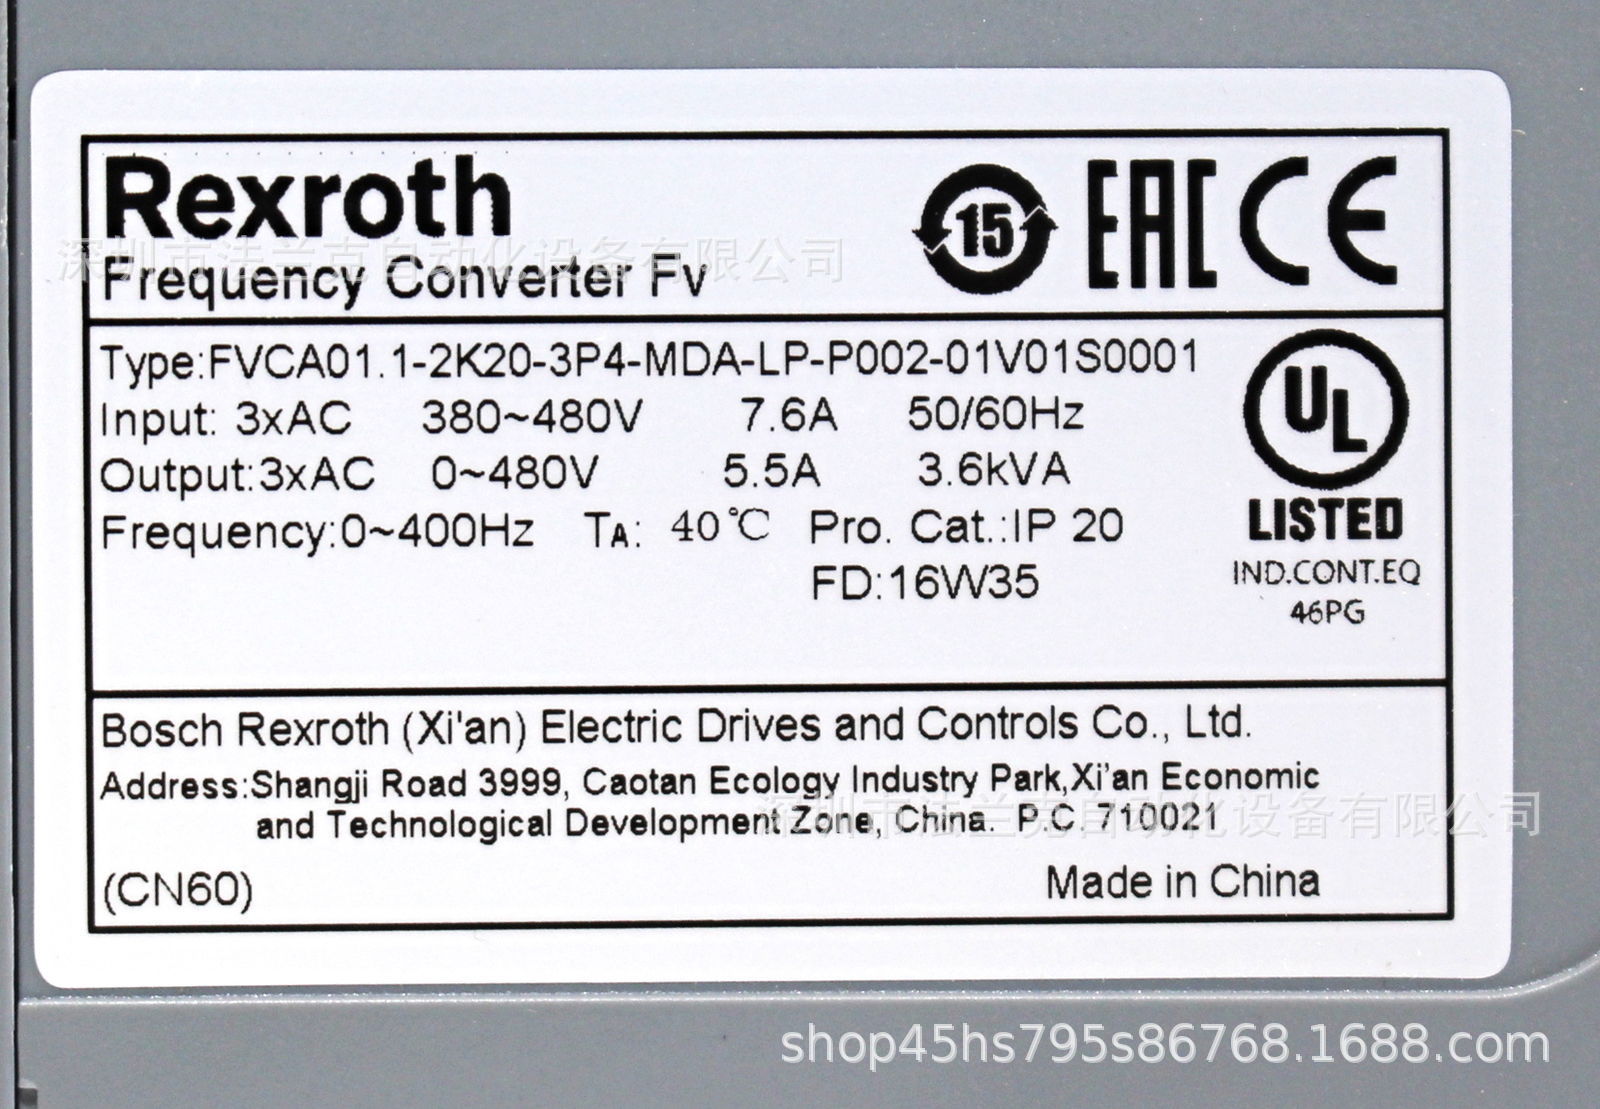 Rexroth
15 EAC CE
深圳市法兰克自动化设备有限公司
Frequency Converter Fv
Type:FVCA01.1-2K20-3P4-MDA-LP-P002-01V01S0001
Input: 3xAC 380~480V 7.6A 50/60Hz
Output:3xAC 0~480V 5.5A 3.6kVA
Frequency:0~400Hz TA: 40℃ Pro. Cat.:IP 20
FD:16W35
UL
LISTED
IND.CONT.EQ
46PG
Bosch Rexroth (Xi'an) Electric Drives and Controls Co., Ltd.
Address:Shangji Road 3999, Caotan Ecology Industry Park,Xi'an Economic
and Technological Development Zone, China. P.C. 710021
深圳市法兰克自动化设备有限公司
(CN60) Made in China
shop45hs795s86768.1688.com